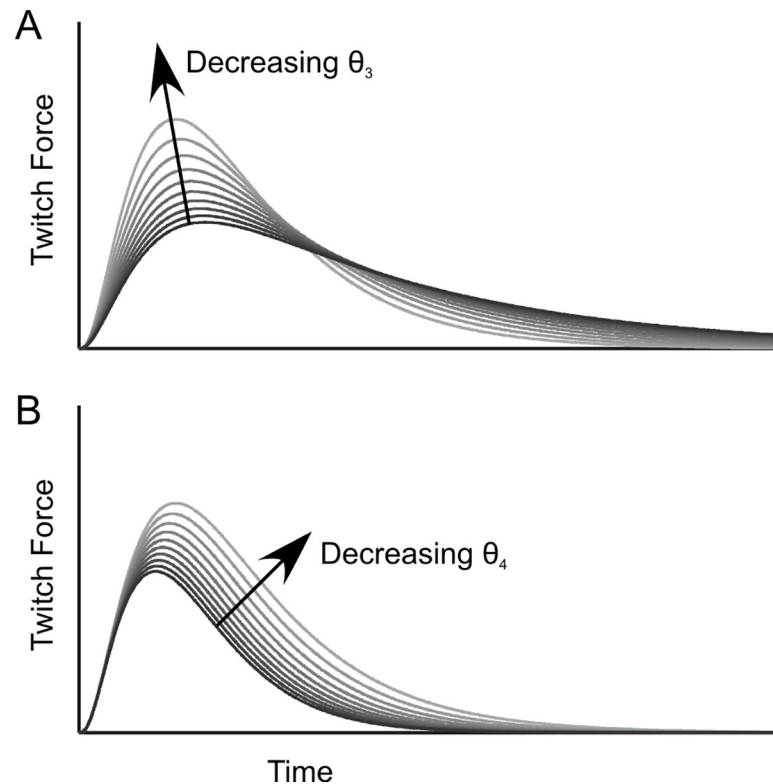 A
Decreasing θ₃
Twitch Force
B
Decreasing θ₄
Twitch Force
Time